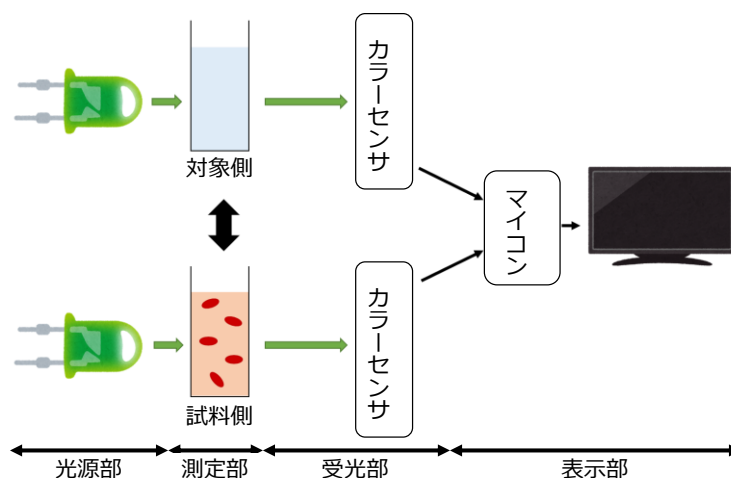 カラーセンサ
対象側
マイコン
カラーセンサ
試料側
光源部
測定部
受光部
表示部